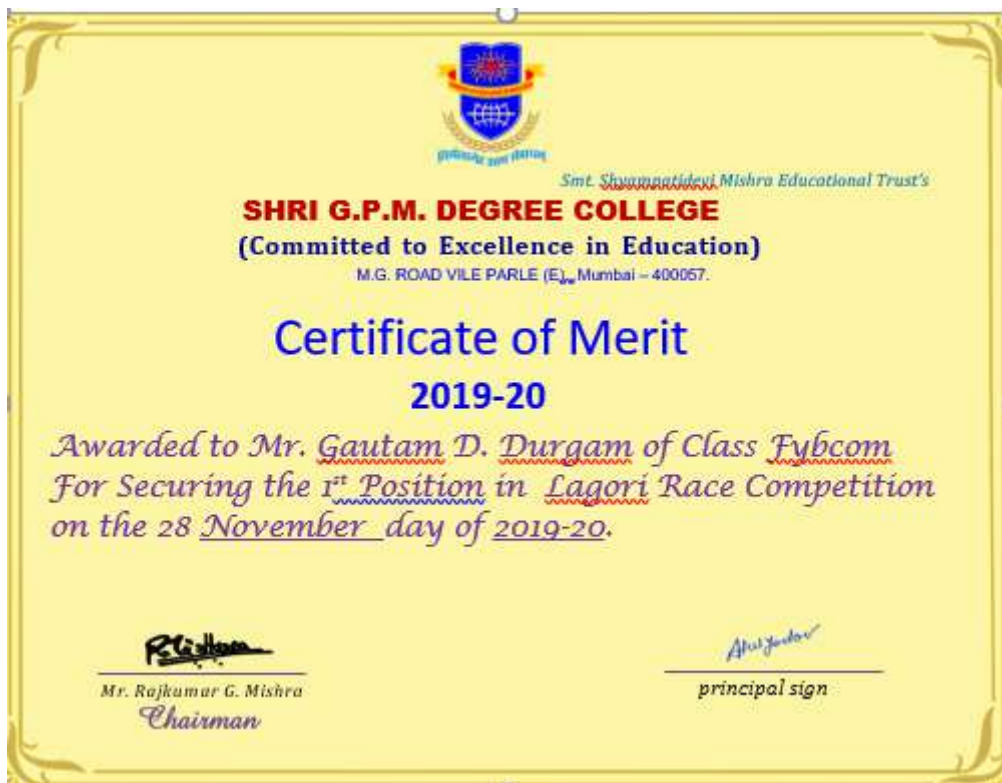 Smt. Shyampatidevi Mishra Educational Trust's
SHRI G.P.M. DEGREE COLLEGE
(Committed to Excellence in Education)
M.G. ROAD VILE PARLE (E), Mumbai – 400057.
Certificate of Merit
2019-20
Awarded to Mr. Gautam D. Durgam of Class Fybcom
For Securing the 1st Position in Lagori Race Competition
on the 28 November day of 2019-20.
Mr. Rajkumar G. Mishra
Chairman
principal sign